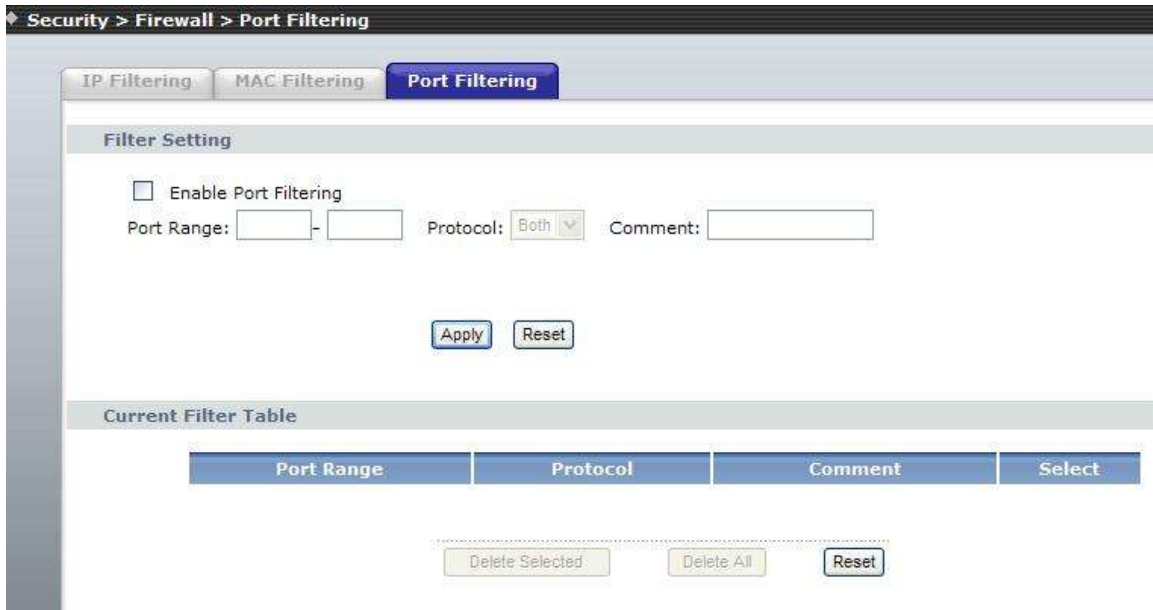 Security > Firewall > Port Filtering
IP Filtering MAC Filtering Port Filtering
Filter Setting
Enable Port Filtering
Port Range: - Protocol: Both Comment:
Apply Reset
Current Filter Table
Port Range Protocol Comment Select
Delete Selected Delete All Reset